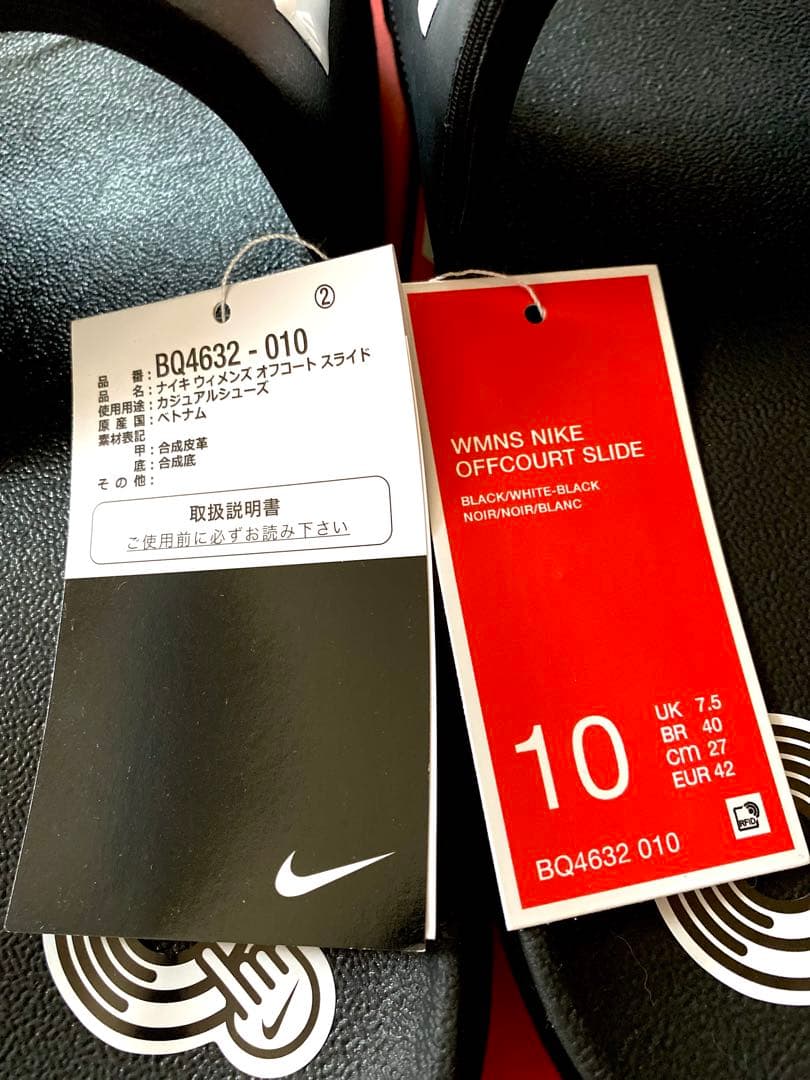 ②
品番：BQ4632 - 010
品名：ナイキ ウィメンズ オフコート スライド
使用用途：カジュアルシューズ
原産国：ベトナム
素材表記
甲：合成皮革
底：合成底
その他：
取扱説明書
ご使用前に必ずお読み下さい
WMNS NIKE
OFFCOURT SLIDE
BLACK/WHITE-BLACK
NOIR/NOIR/BLANC
10
UK 7.5
BR 40
cm 27
EUR 42
RFID
BQ4632 010